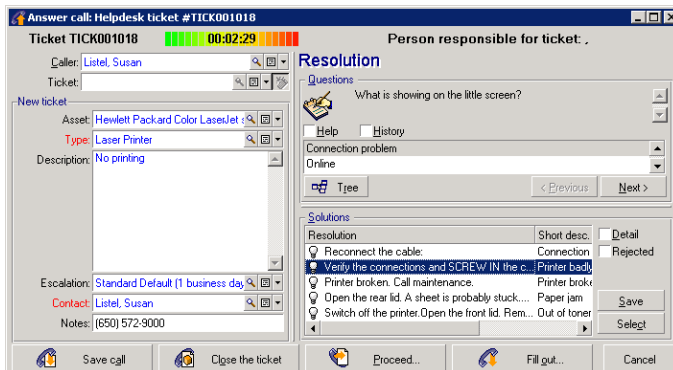 Answer call: Helpdesk ticket #TICK001018
Ticket TICK001018 00:02:29 Person responsible for ticket: ,
Caller: Listel, Susan
Ticket:
New ticket
Asset: Hewlett Packard Color LaserJet
Type: Laser Printer
Description: No printing
Escalation: Standard Default (1 business day
Contact: Listel, Susan
Notes: (650) 572-9000
Save call Close the ticket
Resolution
Questions
What is showing on the little screen?
Help History
Connection problem
Online
Tree < Previous Next >
Solutions
Resolution Short desc. Detail
Reconnect the cable: Connection Rejected
Verify the connections and SCREW IN the c... Printer badly
Printer broken. Call maintenance. Printer broke
Open the rear lid. A sheet is probably stuck.... Paper jam Save
Switch off the printer.Open the front lid. Rem... Out of toner
Select
Proceed... Fill out... Cancel